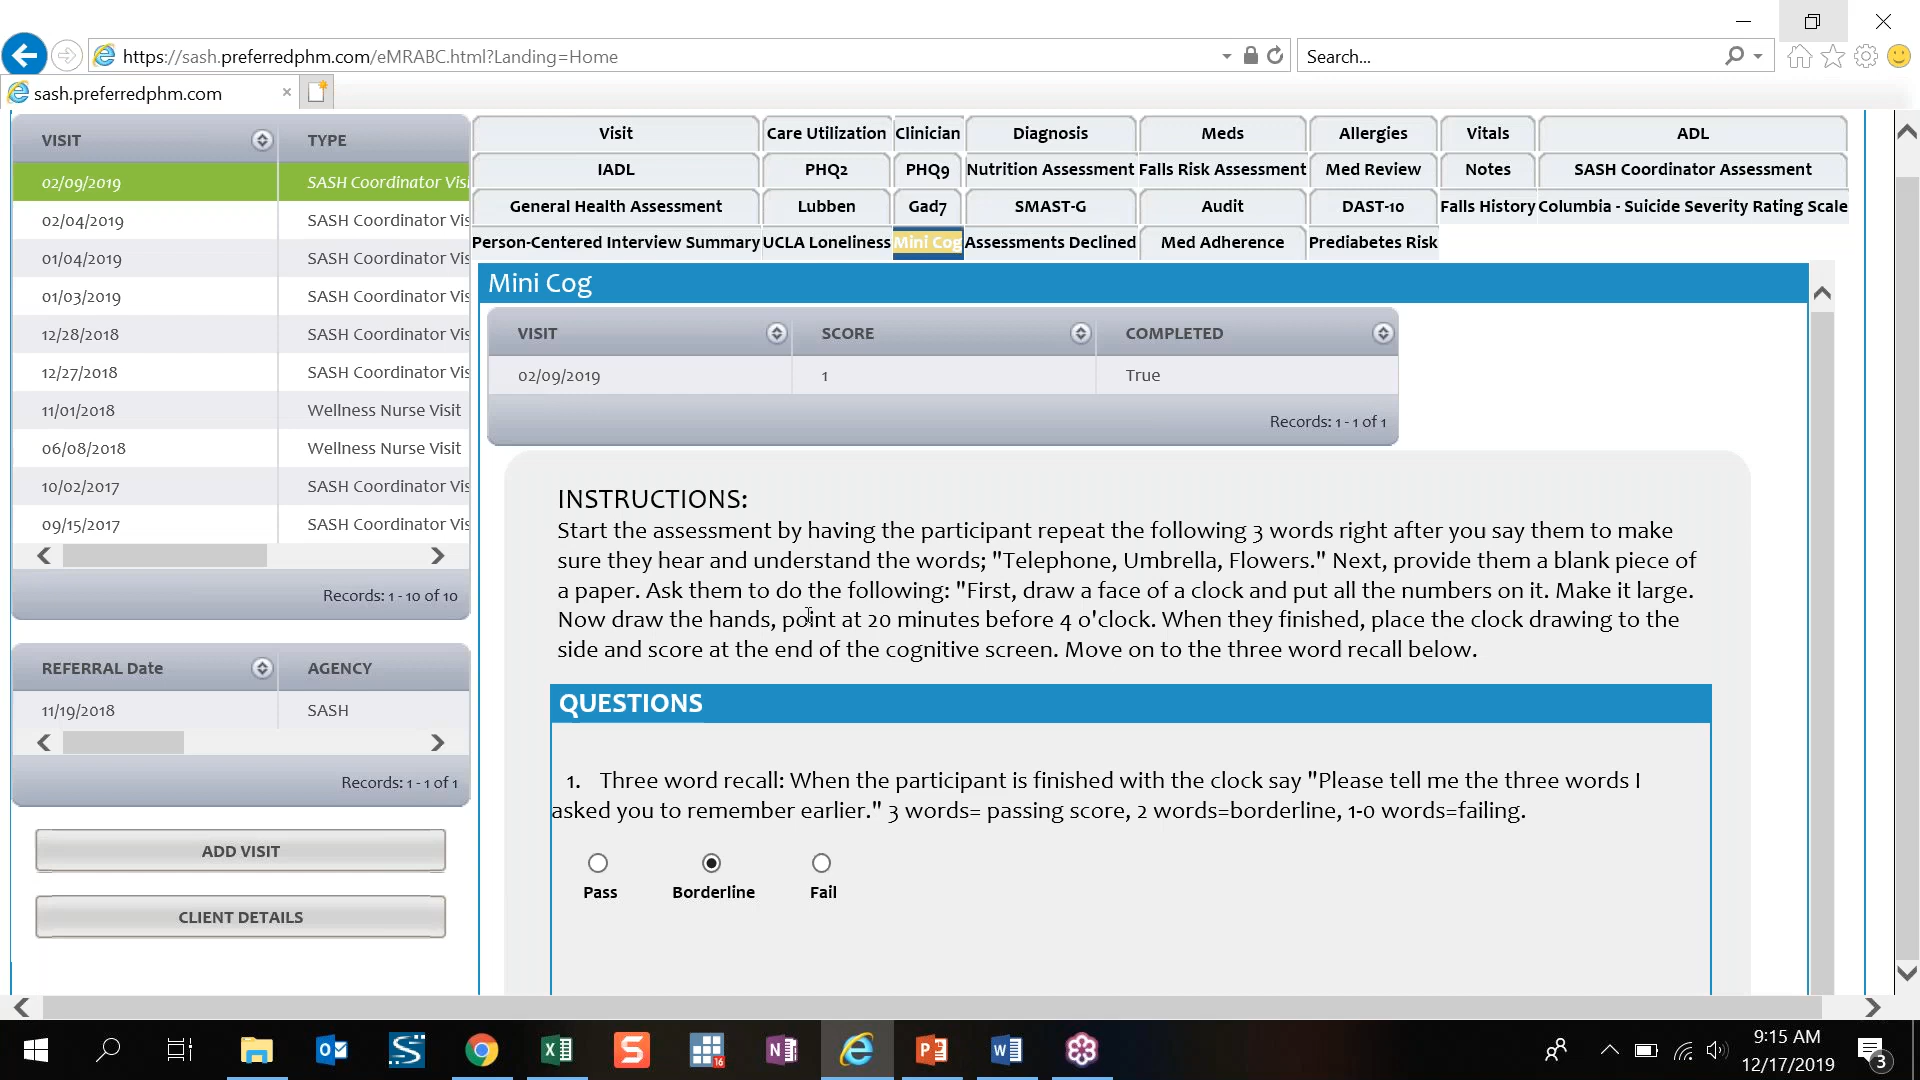 https://sash.preferredphm.com/eMRABC.html?Landing=Home
Search...
sash.preferredphm.com
VISIT TYPE
02/09/2019 SASH Coordinator Vis
02/04/2019 SASH Coordinator Vis
01/04/2019 SASH Coordinator Vis
01/03/2019 SASH Coordinator Vis
12/28/2018 SASH Coordinator Vis
12/27/2018 SASH Coordinator Vis
11/01/2018 Wellness Nurse Visit
06/08/2018 Wellness Nurse Visit
10/02/2017 SASH Coordinator Vis
09/15/2017 SASH Coordinator Vis
Records: 1 - 10 of 10
REFERRAL Date AGENCY
11/19/2018 SASH
Records: 1 - 1 of 1
ADD VISIT
CLIENT DETAILS
Visit Care Utilization Clinician Diagnosis Meds Allergies Vitals ADL
IADL PHQ2 PHQ9 Nutrition Assessment Falls Risk Assessment Med Review Notes SASH Coordinator Assessment
General Health Assessment Lubben Gad7 SMAST-G Audit DAST-10 Falls History Columbia - Suicide Severity Rating Scale
Person-Centered Interview Summary UCLA Loneliness Mini Cog Assessments Declined Med Adherence Prediabetes Risk
Mini Cog
VISIT SCORE COMPLETED
02/09/2019 1 True
Records: 1 - 1 of 1
INSTRUCTIONS:
Start the assessment by having the participant repeat the following 3 words right after you say them to make
sure they hear and understand the words; "Telephone, Umbrella, Flowers." Next, provide them a blank piece of
a paper. Ask them to do the following: "First, draw a face of a clock and put all the numbers on it. Make it large.
Now draw the hands, point at 20 minutes before 4 o'clock. When they finished, place the clock drawing to the
side and score at the end of the cognitive screen. Move on to the three word recall below.
QUESTIONS
1. Three word recall: When the participant is finished with the clock say "Please tell me the three words I
asked you to remember earlier." 3 words= passing score, 2 words=borderline, 1-0 words=failing.
Pass Borderline Fail
9:15 AM
12/17/2019
3
16